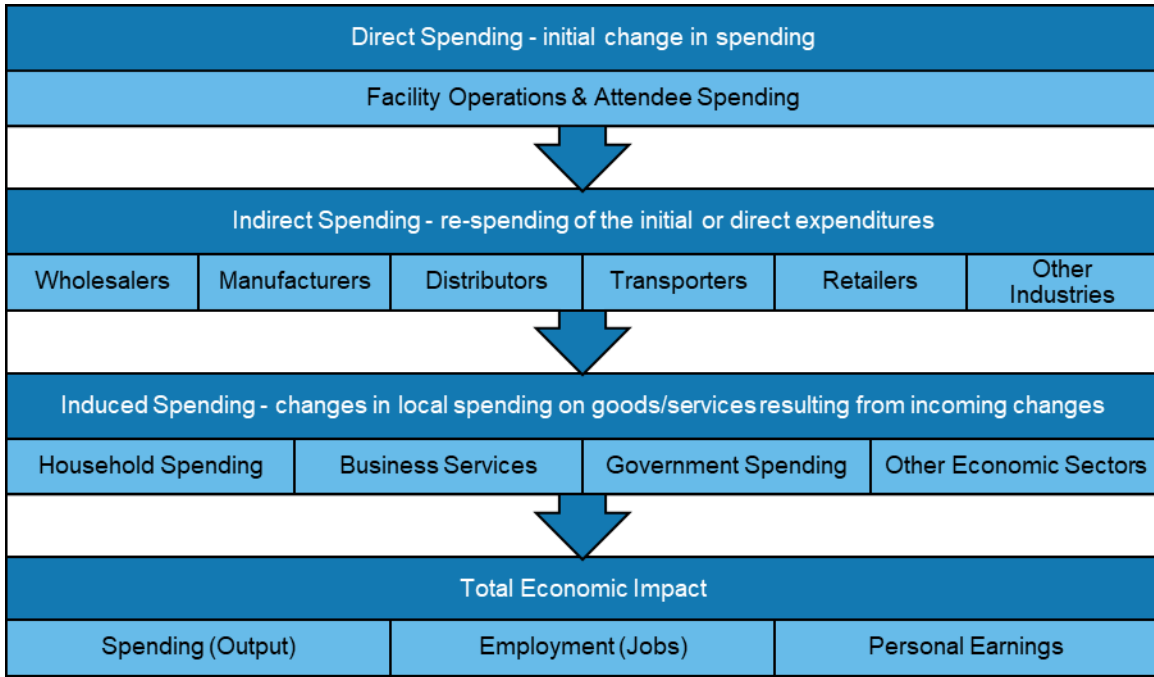 Direct Spending - initial change in spending
Facility Operations & Attendee Spending
Indirect Spending - re-spending of the initial or direct expenditures
Wholesalers
Manufacturers
Distributors
Transporters
Retailers
Other
Industries
Induced Spending - changes in local spending on goods/services resulting from incoming changes
Household Spending
Business Services
Government Spending
Other Economic Sectors
Total Economic Impact
Spending (Output)
Employment (Jobs)
Personal Earnings